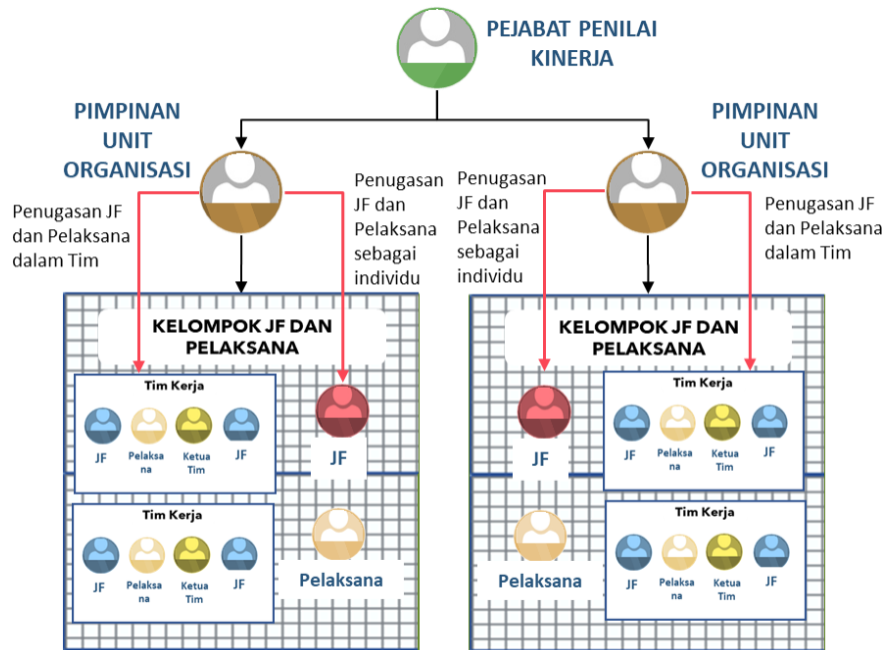 PEJABAT PENILAI
KINERJA
PIMPINAN
UNIT
ORGANISASI
PIMPINAN
UNIT
ORGANISASI
Penugasan JF
dan Pelaksana
dalam Tim
Penugasan
JF dan
Pelaksana
sebagai
individu
Penugasan
JF dan
Pelaksana
sebagai
individu
Penugasan JF
dan Pelaksana
dalam Tim
KELOMPOK JF DAN
PELAKSANA
Tim Kerja
JF
Pelaksa
na
Ketua
Tim
JF
JF
Tim Kerja
JF
Pelaksa
na
Ketua
Tim
JF
Pelaksana
KELOMPOK JF DAN
PELAKSANA
JF
Tim Kerja
JF
Pelaksa
na
Ketua
Tim
JF
Pelaksana
Tim Kerja
JF
Pelaksa
na
Ketua
Tim
JF